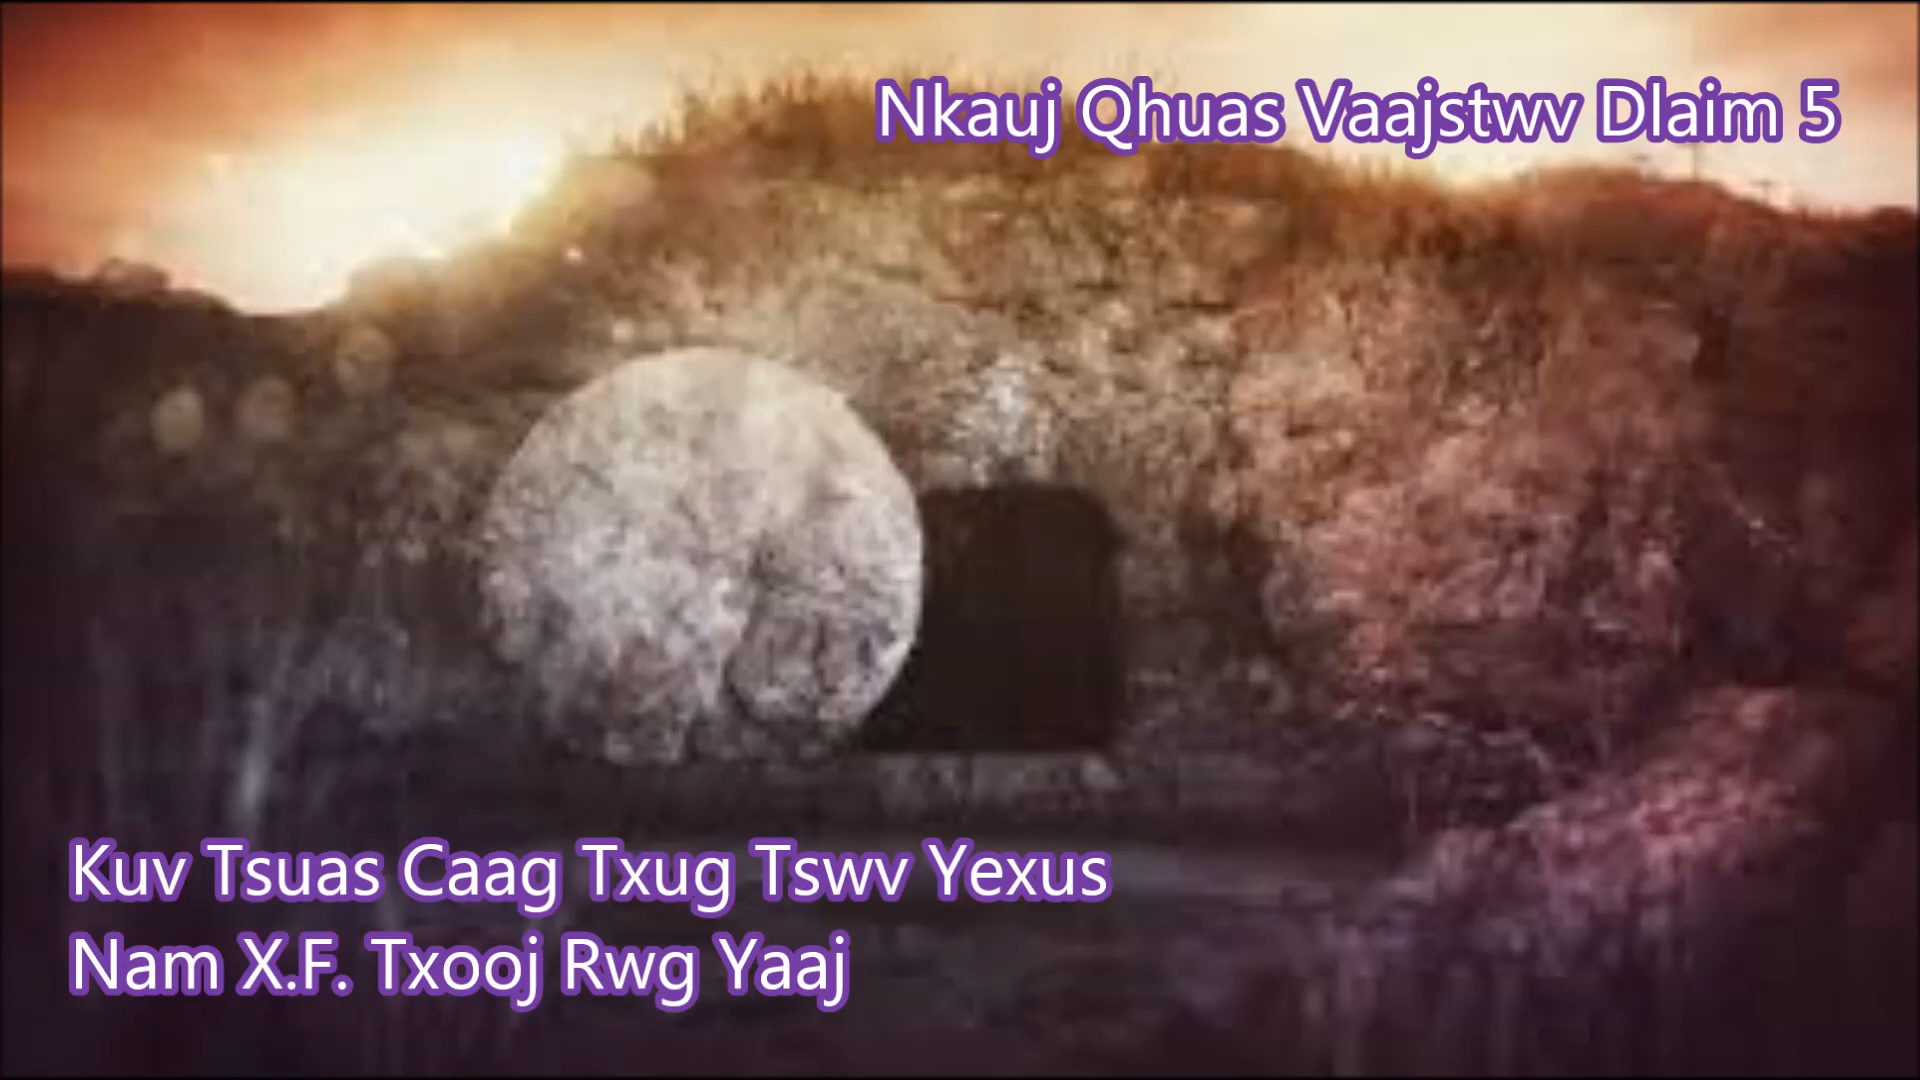 Nkauj Qhuas Vaajstwv Dlaim 5
Kuv Tsuas Caag Txug Tswv Yexus
Nam X.F. Txooj Rwg Yaaj